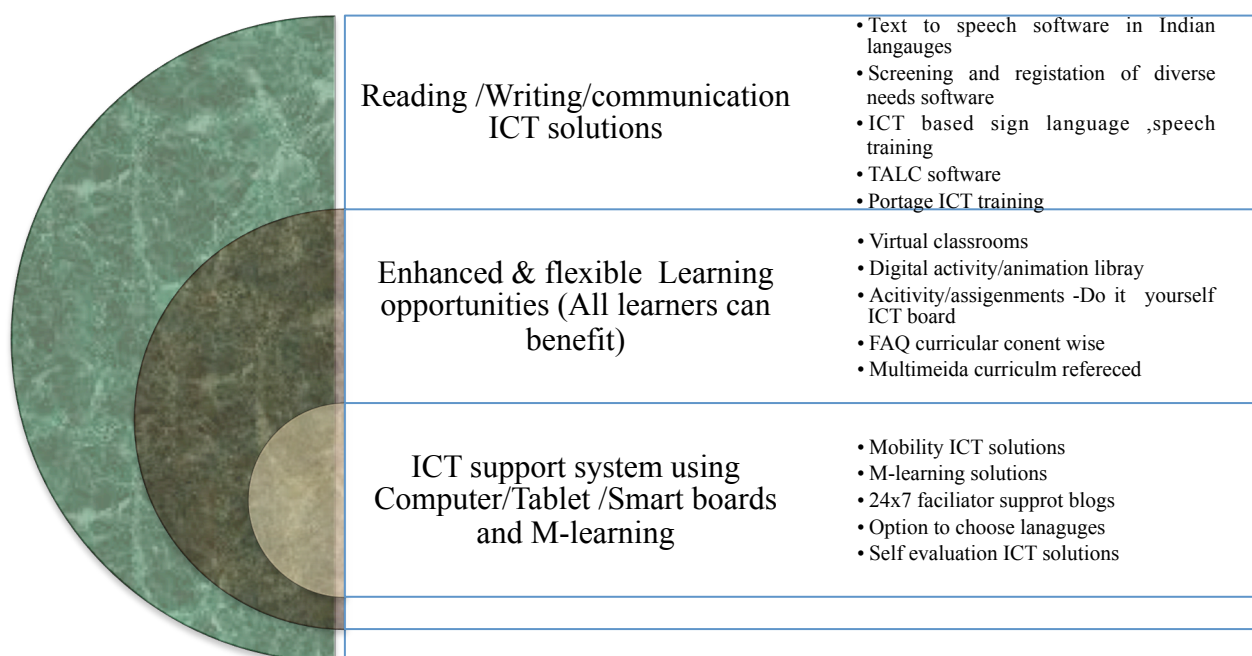 Reading /Writing/communication
ICT solutions
• Text to speech software in Indian
langauges
• Screening and registation of diverse
needs software
• ICT based sign language ,speech
training
• TALC software
• Portage ICT training
Enhanced & flexible Learning
opportunities (All learners can
benefit)
• Virtual classrooms
• Digital activity/animation libray
• Acitivity/assigenments -Do it yourself
ICT board
• FAQ curricular conent wise
• Multimeida curriculm refereced
ICT support system using
Computer/Tablet /Smart boards
and M-learning
• Mobility ICT solutions
• M-learning solutions
• 24x7 faciliator supprot blogs
• Option to choose lanaguges
• Self evaluation ICT solutions